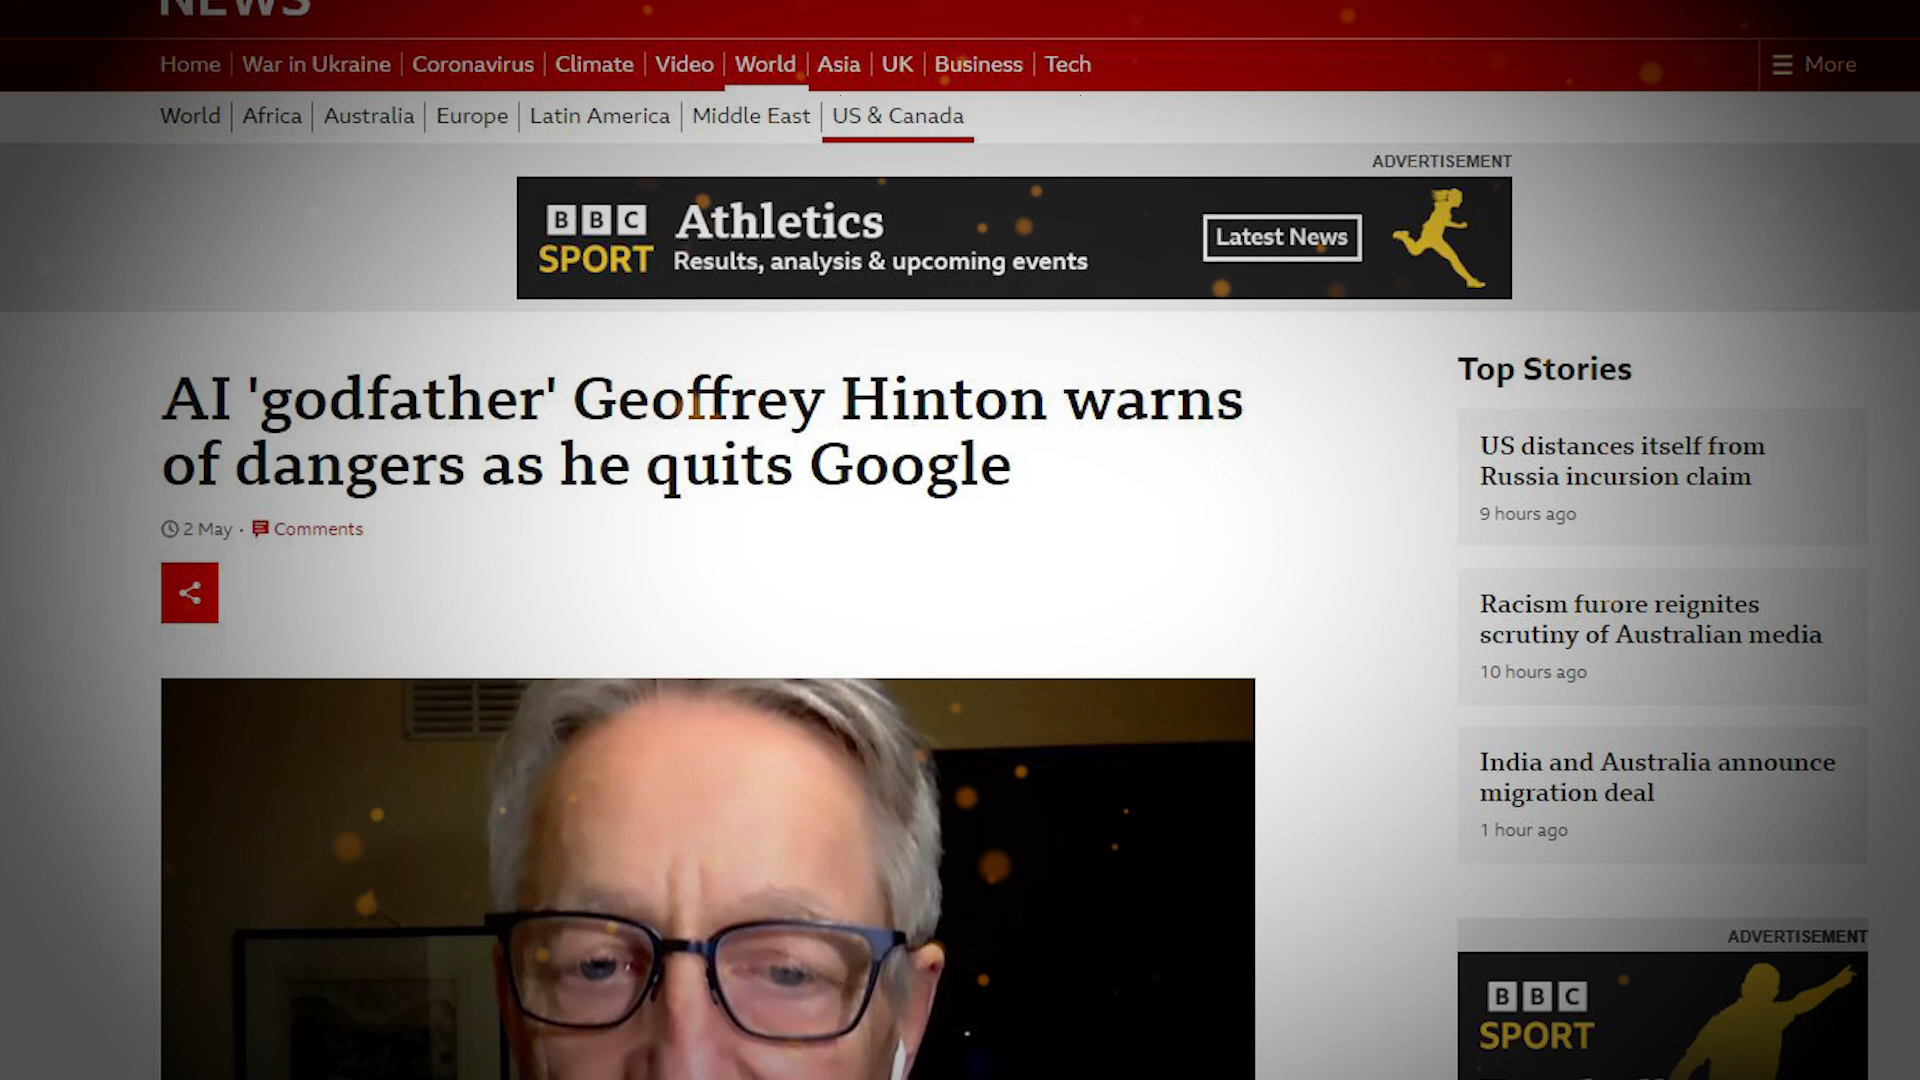 NEWS
Home
War in Ukraine
Coronavirus
Climate
Video
World
Asia
UK
Business
Tech
More
World
Africa
Australia
Europe
Latin America
Middle East
US & Canada
ADVERTISEMENT
BBC
SPORT
Athletics
Results, analysis & upcoming events
Latest News
AI 'godfather' Geoffrey Hinton warns
of dangers as he quits Google
2 May · Comments
Top Stories
US distances itself from
Russia incursion claim
9 hours ago
Racism furore reignites
scrutiny of Australian media
10 hours ago
India and Australia announce
migration deal
1 hour ago
ADVERTISEMENT
BBC
SPORT